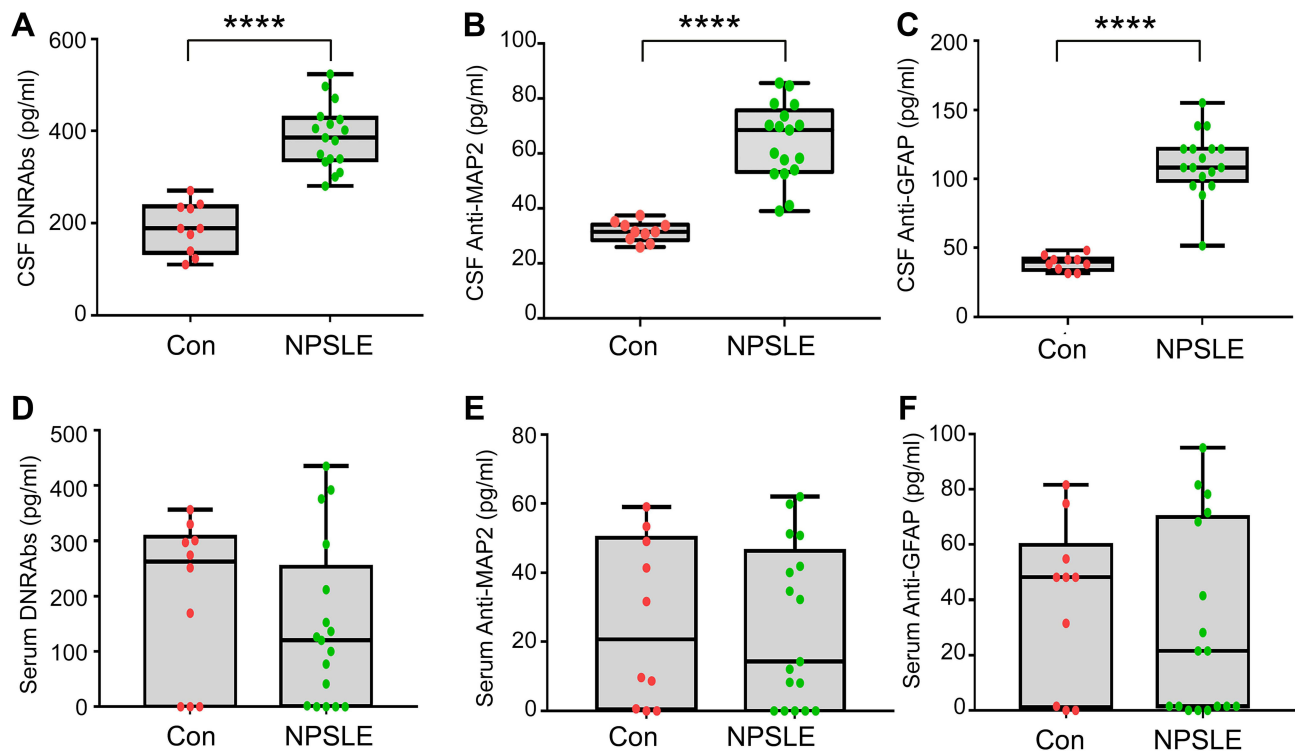 A
CSF DNRAbs (pg/ml)
600
400
200
0
****
Con
NPSLE
B
CSF Anti-MAP2 (pg/ml)
100
80
60
40
20
0
****
Con
NPSLE
C
CSF Anti-GFAP (pg/ml)
200
150
100
50
0
****
Con
NPSLE
D
Serum DNRAbs (pg/ml)
500
400
300
200
100
0
Con
NPSLE
E
Serum Anti-MAP2 (pg/ml)
80
60
40
20
0
Con
NPSLE
F
Serum Anti-GFAP (pg/ml)
100
80
60
40
20
0
Con
NPSLE